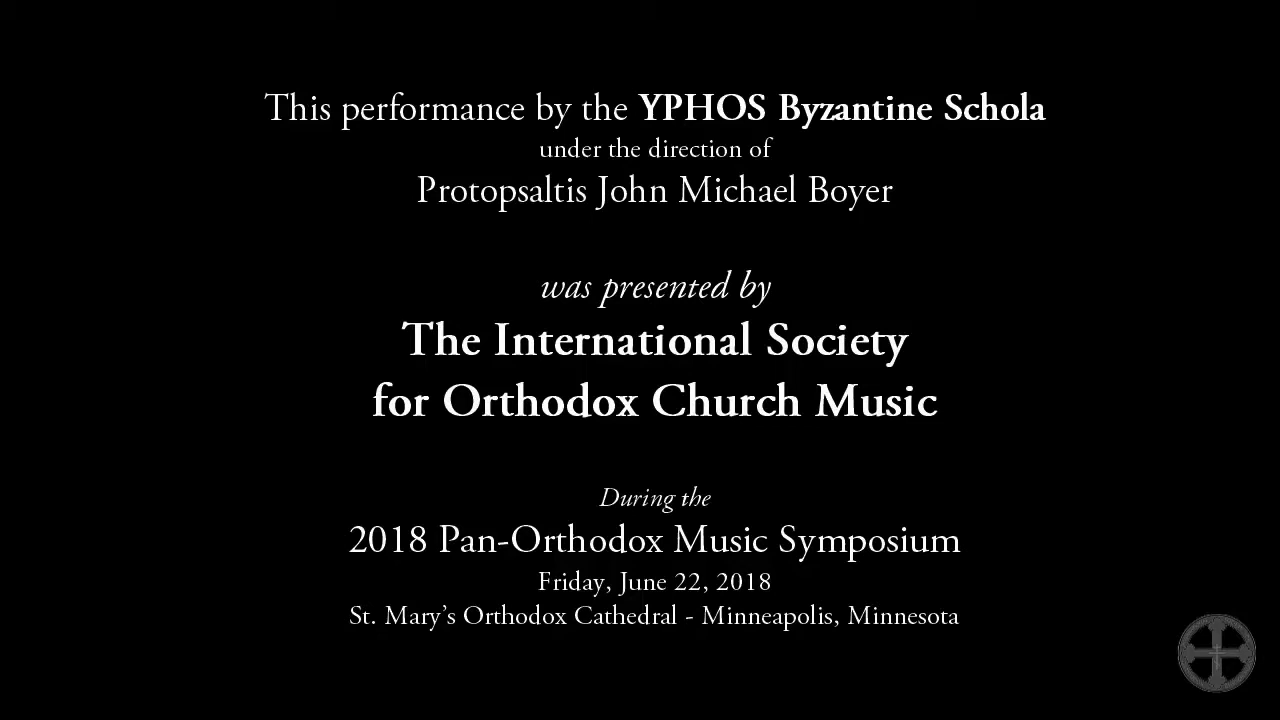 This performance by the YPHOS Byzantine Schola
under the direction of
Protopsaltis John Michael Boyer
was presented by
The International Society
for Orthodox Church Music
During the
2018 Pan-Orthodox Music Symposium
Friday, June 22, 2018
St. Mary’s Orthodox Cathedral - Minneapolis, Minnesota